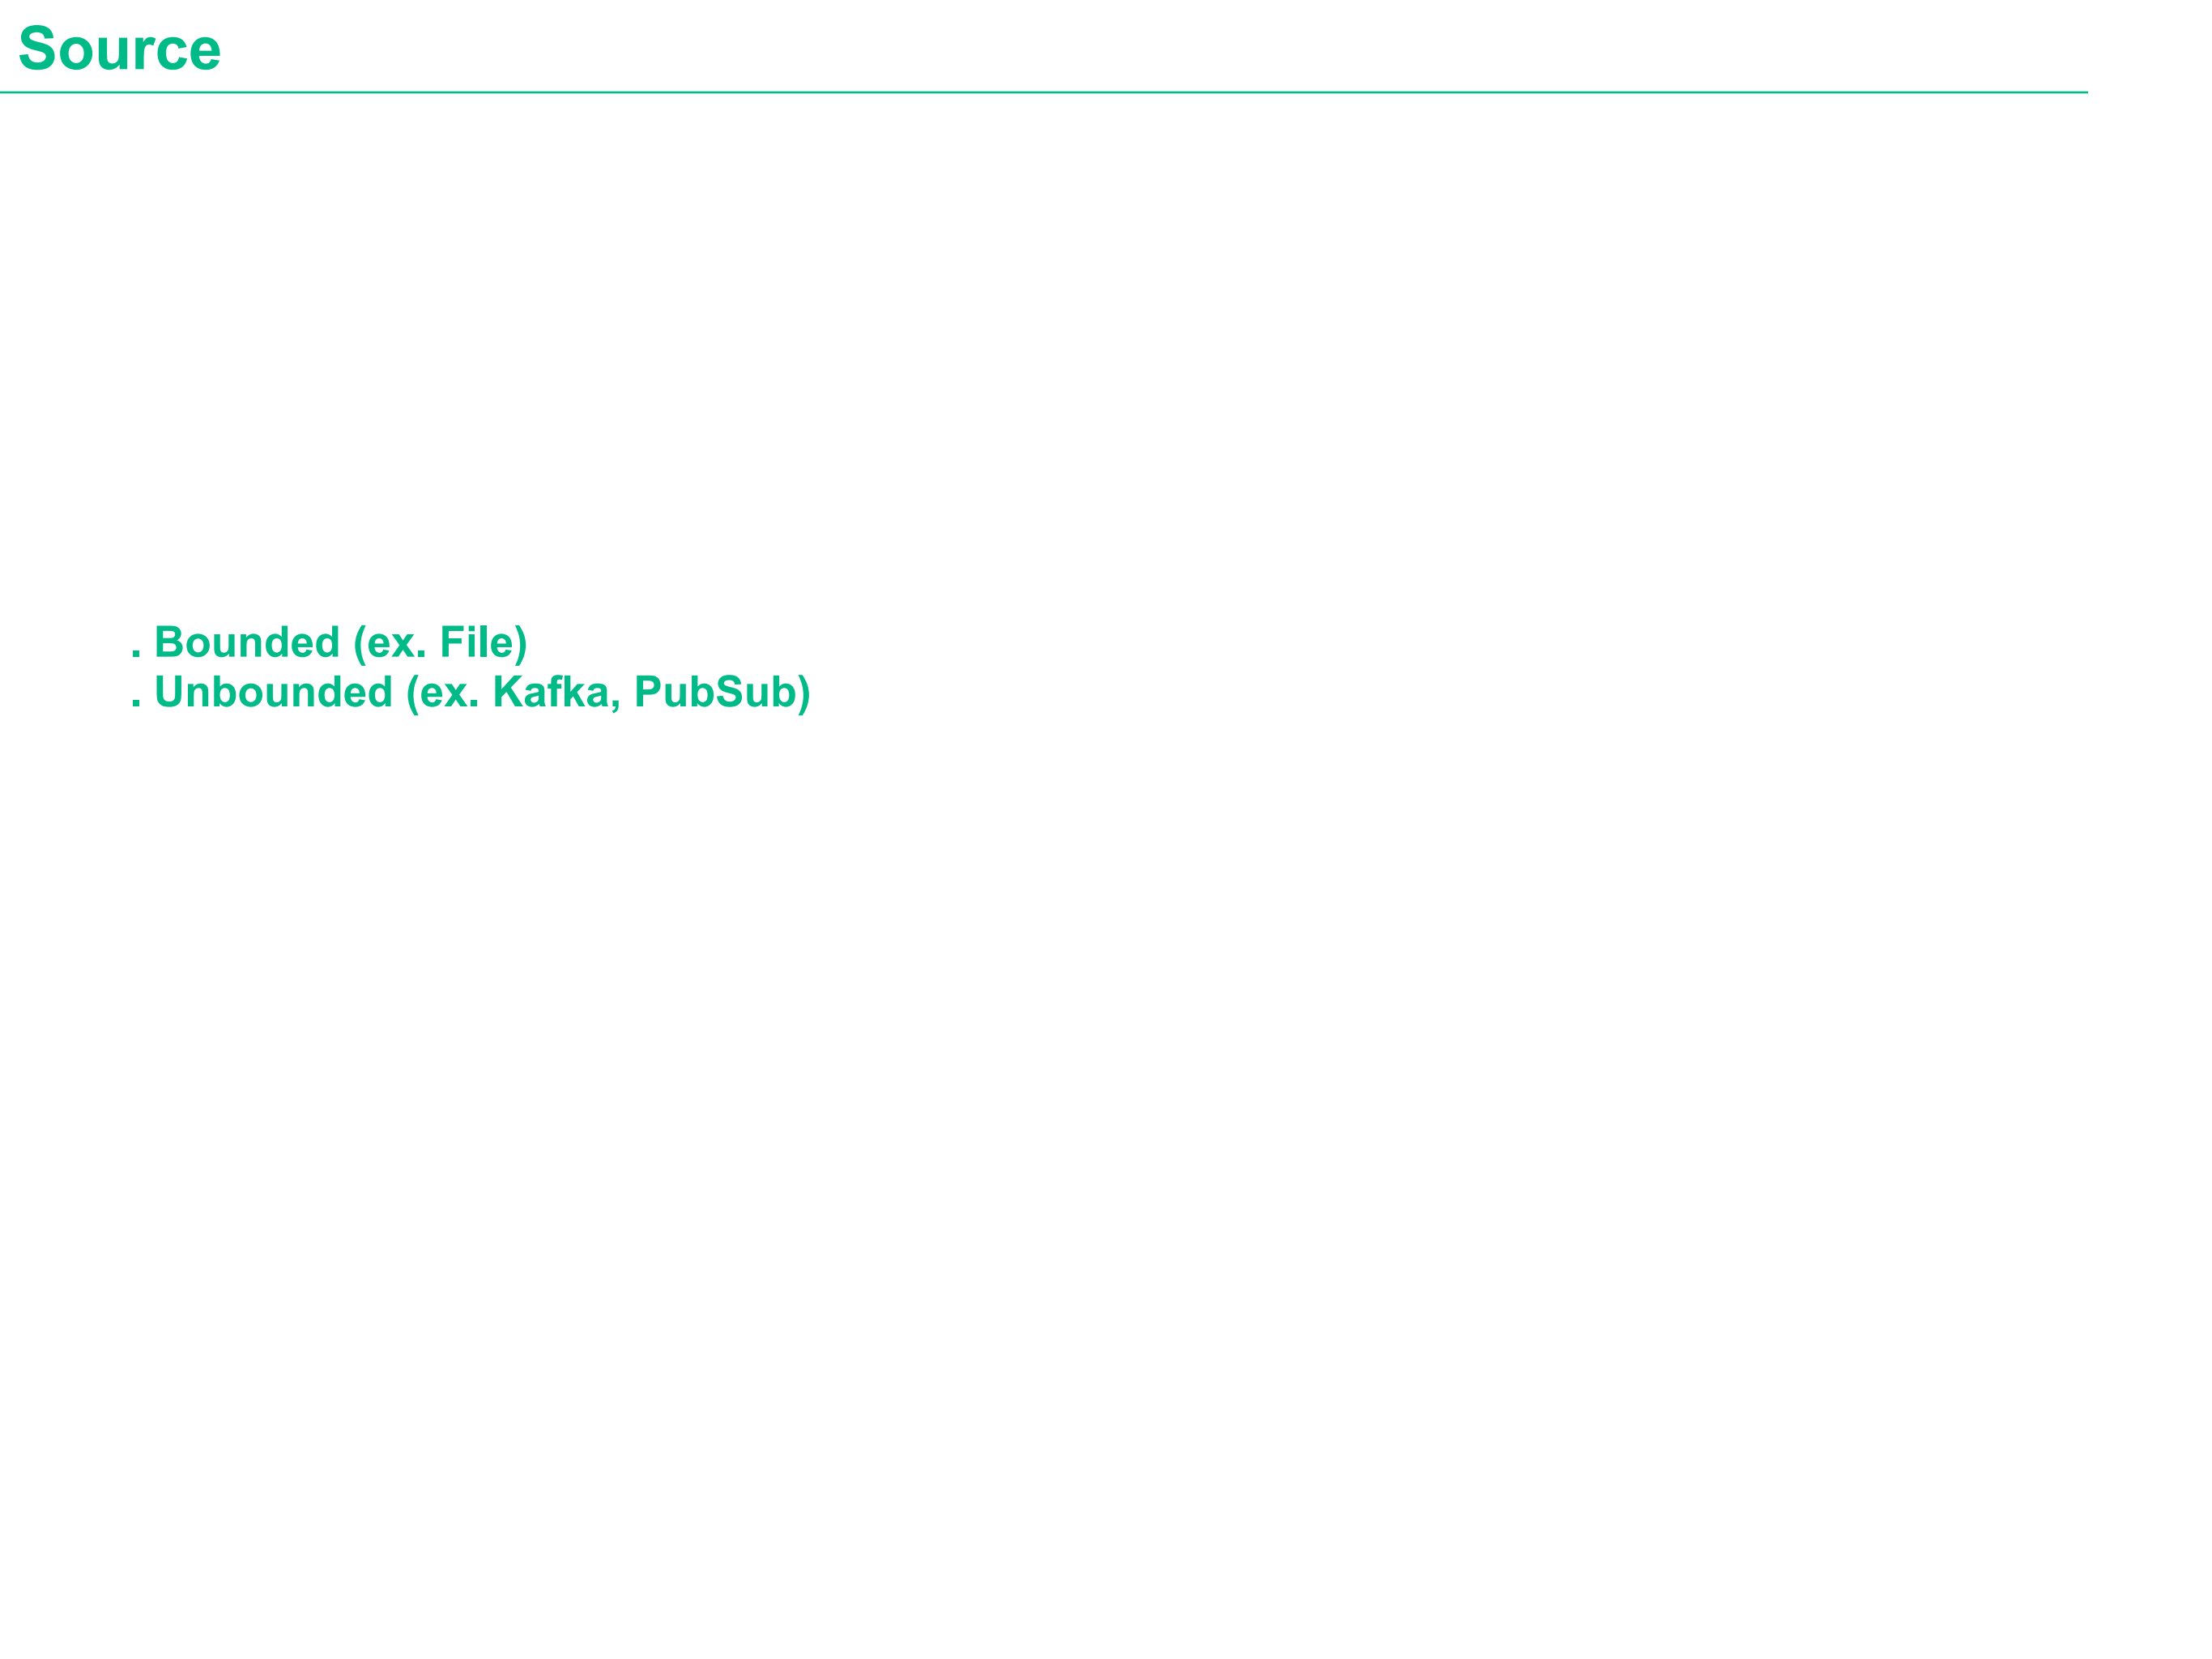 Source
. Bounded (ex. File)
. Unbounded (ex. Kafka, PubSub)